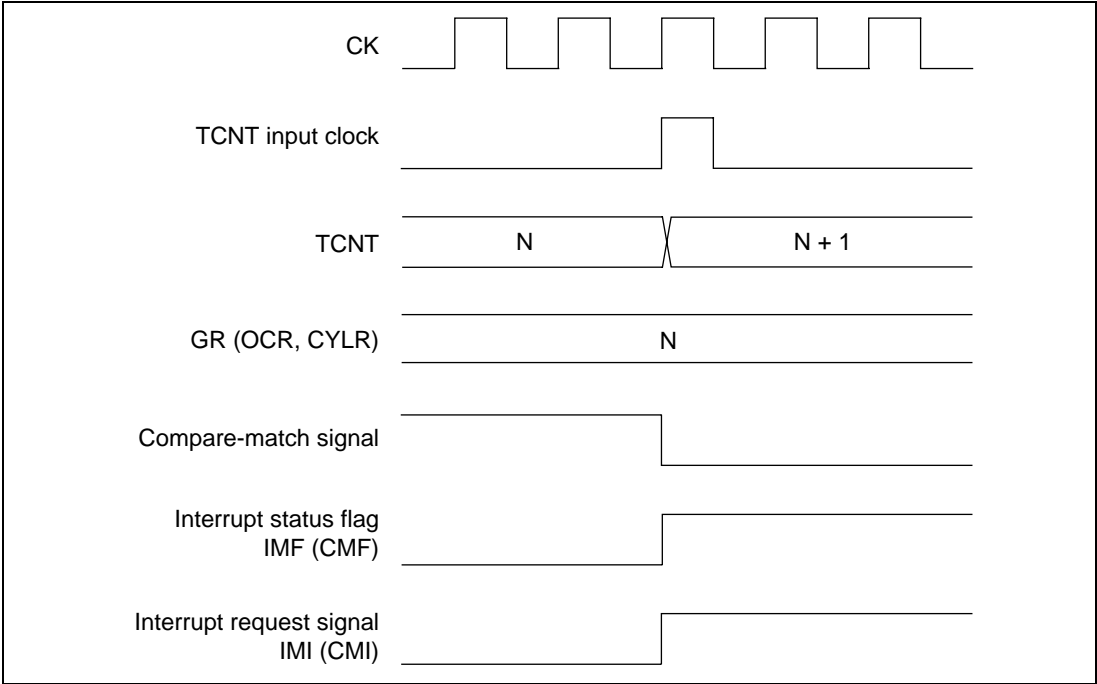 CK
TCNT input clock
TCNT
N
N + 1
GR (OCR, CYLR)
N
Compare-match signal
Interrupt status flag
IMF (CMF)
Interrupt request signal
IMI (CMI)